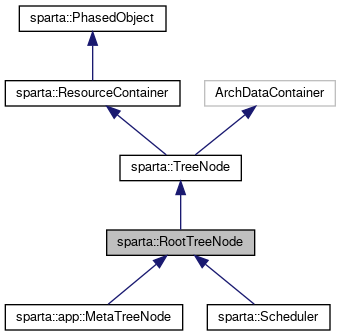 sparta::PhasedObject
sparta::ResourceContainer
ArchDataContainer
sparta::TreeNode
sparta::RootTreeNode
sparta::app::MetaTreeNode
sparta::Scheduler